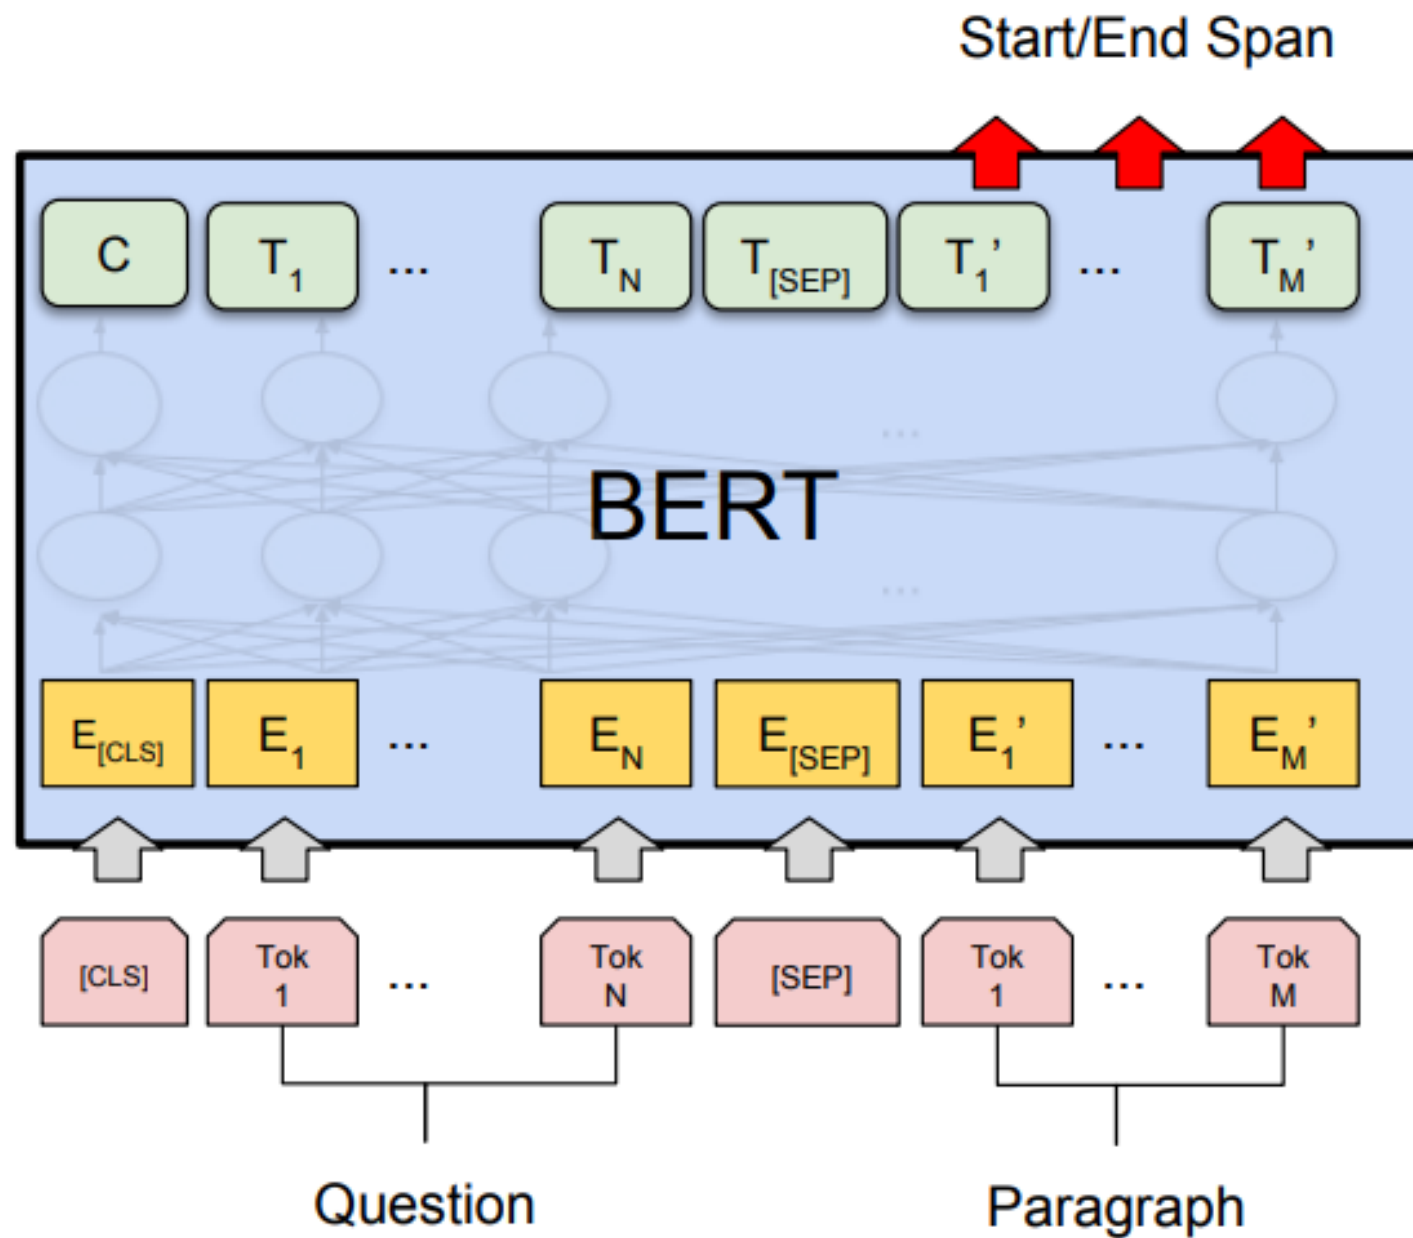 Start/End Span
C T1 ... TN T[SEP] T1’ ... TM’
...
BERT
...
E[CLS] E1 ... EN E[SEP] E1’ ... EM’
[CLS] Tok 1 ... Tok N [SEP] Tok 1 ... Tok M
Question Paragraph